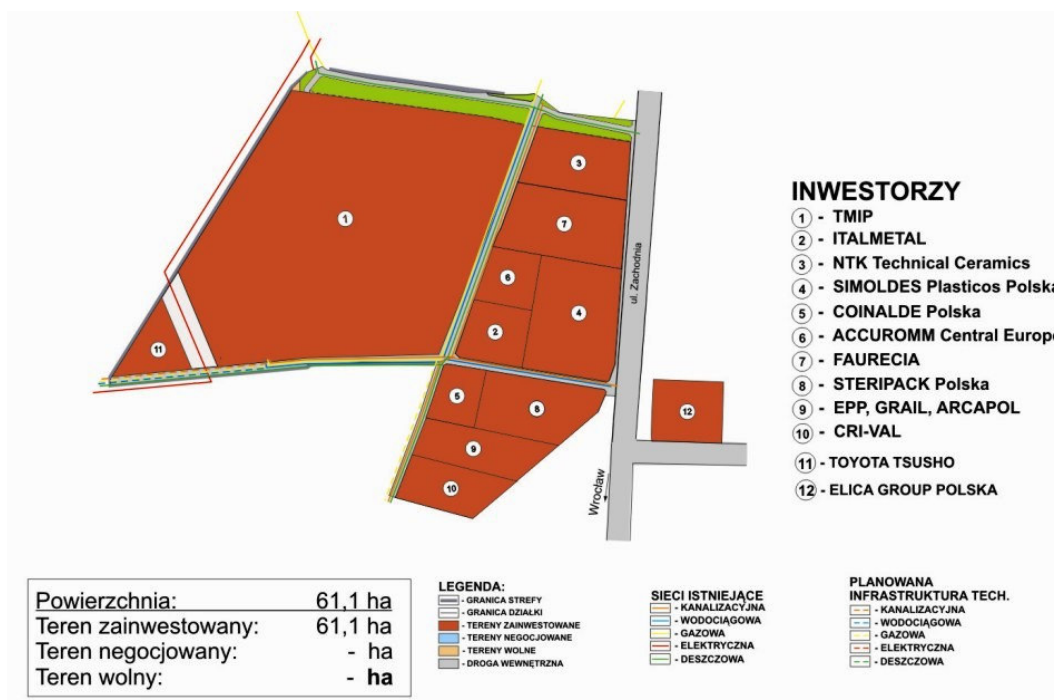 1
3
7
6
4
2
11
5
8
12
9
10
ul. Zachodnia
Wrocław
INWESTORZY
1 - TMIP
2 - ITALMETAL
3 - NTK Technical Ceramics
4 - SIMOLDES Plasticos Polska
5 - COINALDE Polska
6 - ACCUROMM Central Europe
7 - FAURECIA
8 - STERIPACK Polska
9 - EPP, GRAIL, ARCAPOL
10 - CRI-VAL
11 - TOYOTA TSUSHO
12 - ELICA GROUP POLSKA
Powierzchnia: 61,1 ha
Teren zainwestowany: 61,1 ha
Teren negocjowany: - ha
Teren wolny: - ha
LEGENDA:
- GRANICA STREFY
- GRANICA DZIAŁKI
- TERENY ZAINWESTOWANE
- TERENY NEGOCJOWANE
- TERENY WOLNE
- DROGA WEWNĘTRZNA
SIECI ISTNIEJĄCE
- KANALIZACYJNA
- WODOCIĄGOWA
- GAZOWA
- ELEKTRYCZNA
- DESZCZOWA
PLANOWANA
INFRASTRUKTURA TECH.
- KANALIZACYJNA
- WODOCIĄGOWA
- GAZOWA
- ELEKTRYCZNA
- DESZCZOWA